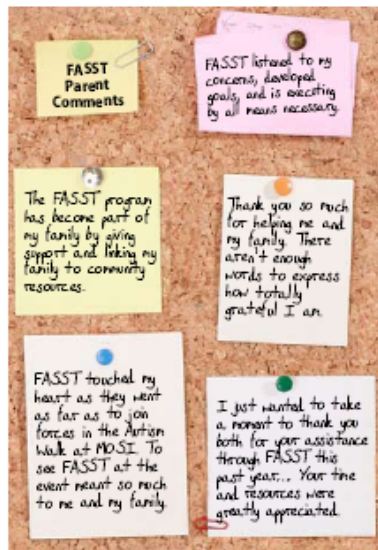 FASST
Parent
Comments
FASST listened to my
concerns, developed
goals, and is executing
by all means necessary.
The FASST program
has become part of
my family by giving
support and linking my
family to community
resources.
Thank you so much
for helping me and
my family. There
aren't enough
words to express
how totally
grateful I am.
FASST touched my
heart as they went
as far as to join
forces in the Autism
Walk at MOSI. To
see FASST at the
event meant so much
to me and my family.
I just wanted to take
a moment to thank you
both for your assistance
through FASST this
past year... Your time
and resources were
greatly appreciated.